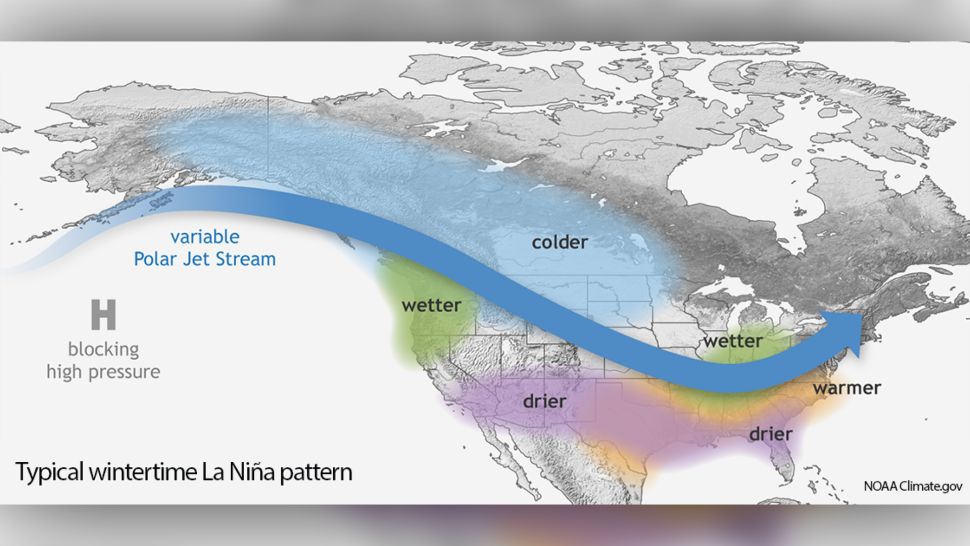 colder
variable
Polar Jet Stream
wetter
H
blocking
high pressure
wetter
warmer
drier
drier
Typical wintertime La Niña pattern
NOAA Climate.gov